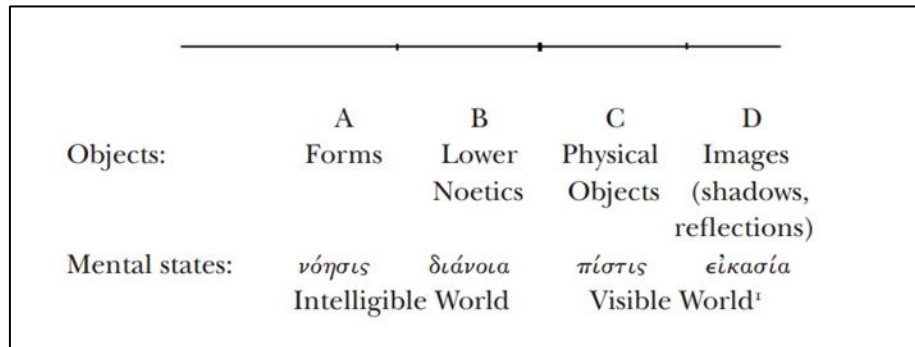 A B C D
Objects: Forms Lower Physical Images
Noetics Objects (shadows,
reflections)
Mental states: νόησις διάνοια πίστις εἰκασία
Intelligible World Visible World¹